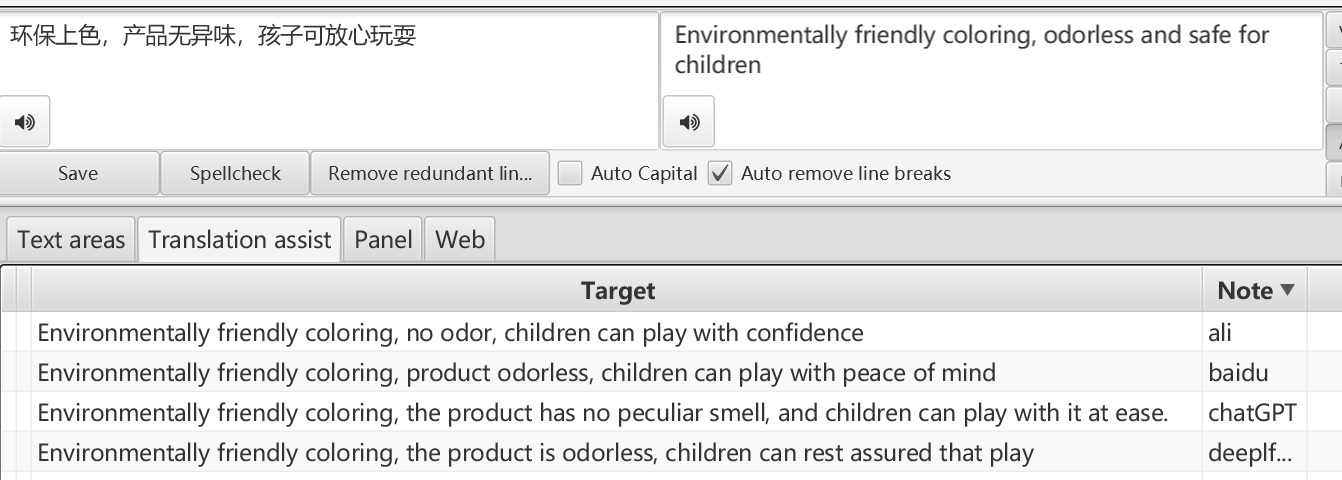 环保上色，产品无异味，孩子可放心玩耍
Environmentally friendly coloring, odorless and safe for
children
Save
Spellcheck
Remove redundant lin...
Auto Capital
Auto remove line breaks
Text areas
Translation assist
Panel
Web
Target
Note
Environmentally friendly coloring, no odor, children can play with confidence
ali
Environmentally friendly coloring, product odorless, children can play with peace of mind
baidu
Environmentally friendly coloring, the product has no peculiar smell, and children can play with it at ease.
chatGPT
Environmentally friendly coloring, the product is odorless, children can rest assured that play
deeplf...